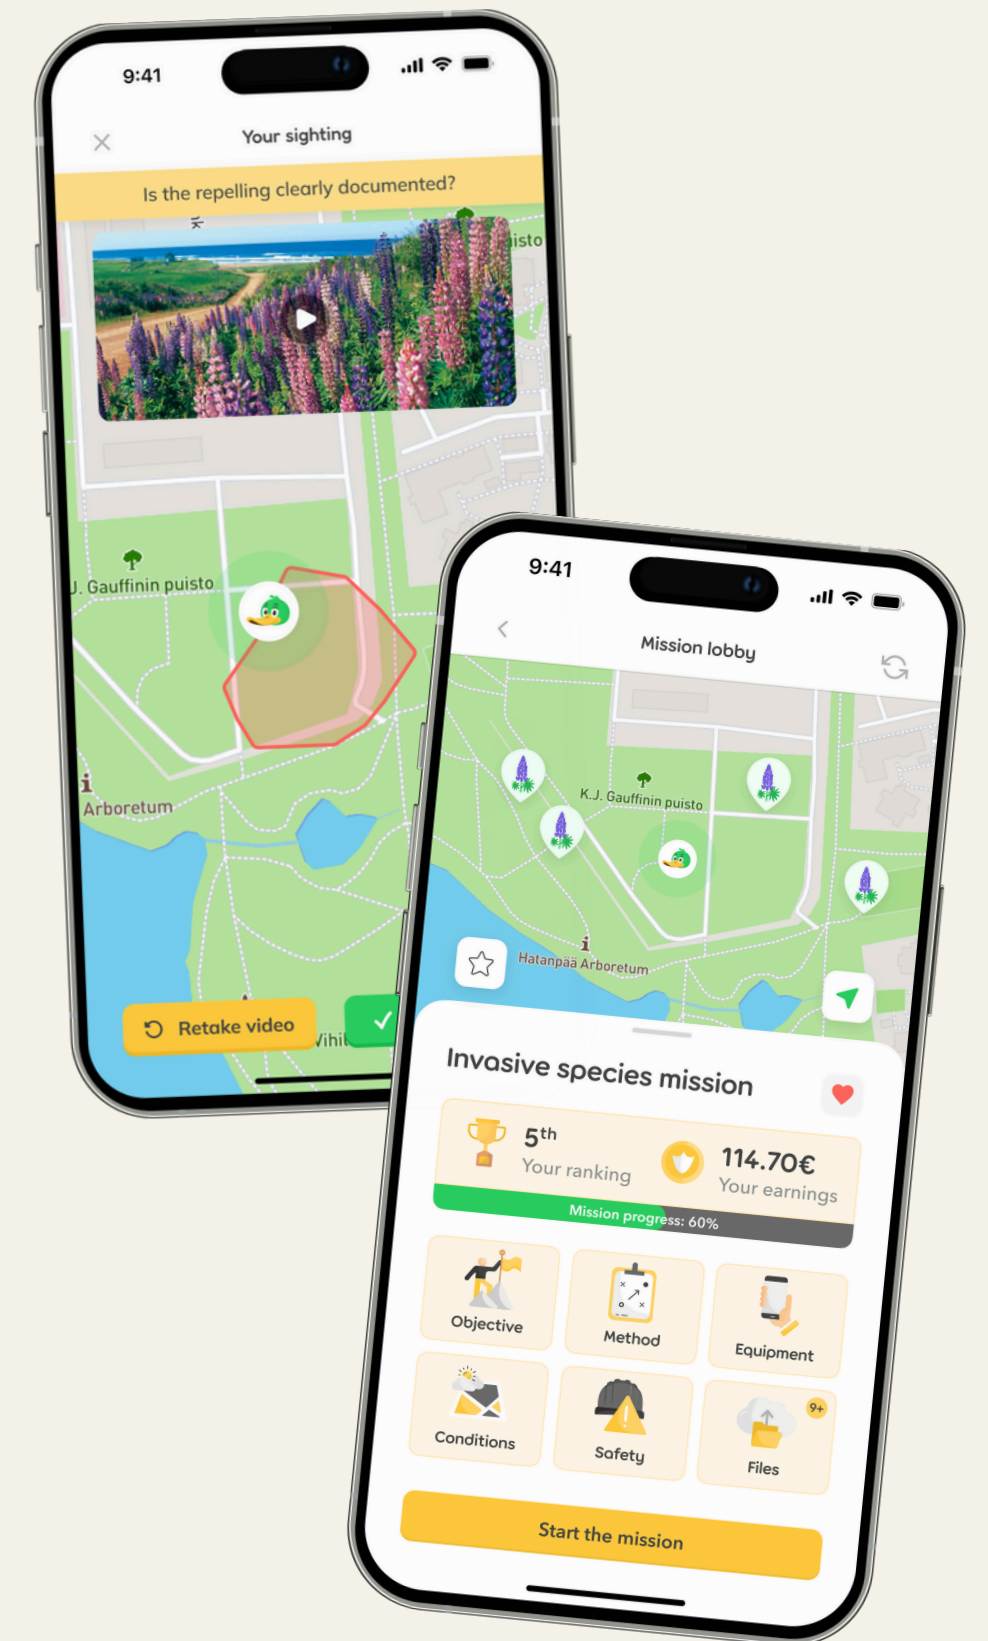 9:41
Your sighting
Is the repelling clearly documented?
J. Gauffinin puisto
Arboretum
Retake video
9:41
Mission lobby
K.J. Gauffinin puisto
Hatanpää Arboretum
Invasive species mission
5th
Your ranking
114.70€
Your earnings
Mission progress: 60%
Objective
Method
Equipment
Conditions
Safety
9+
Files
Start the mission